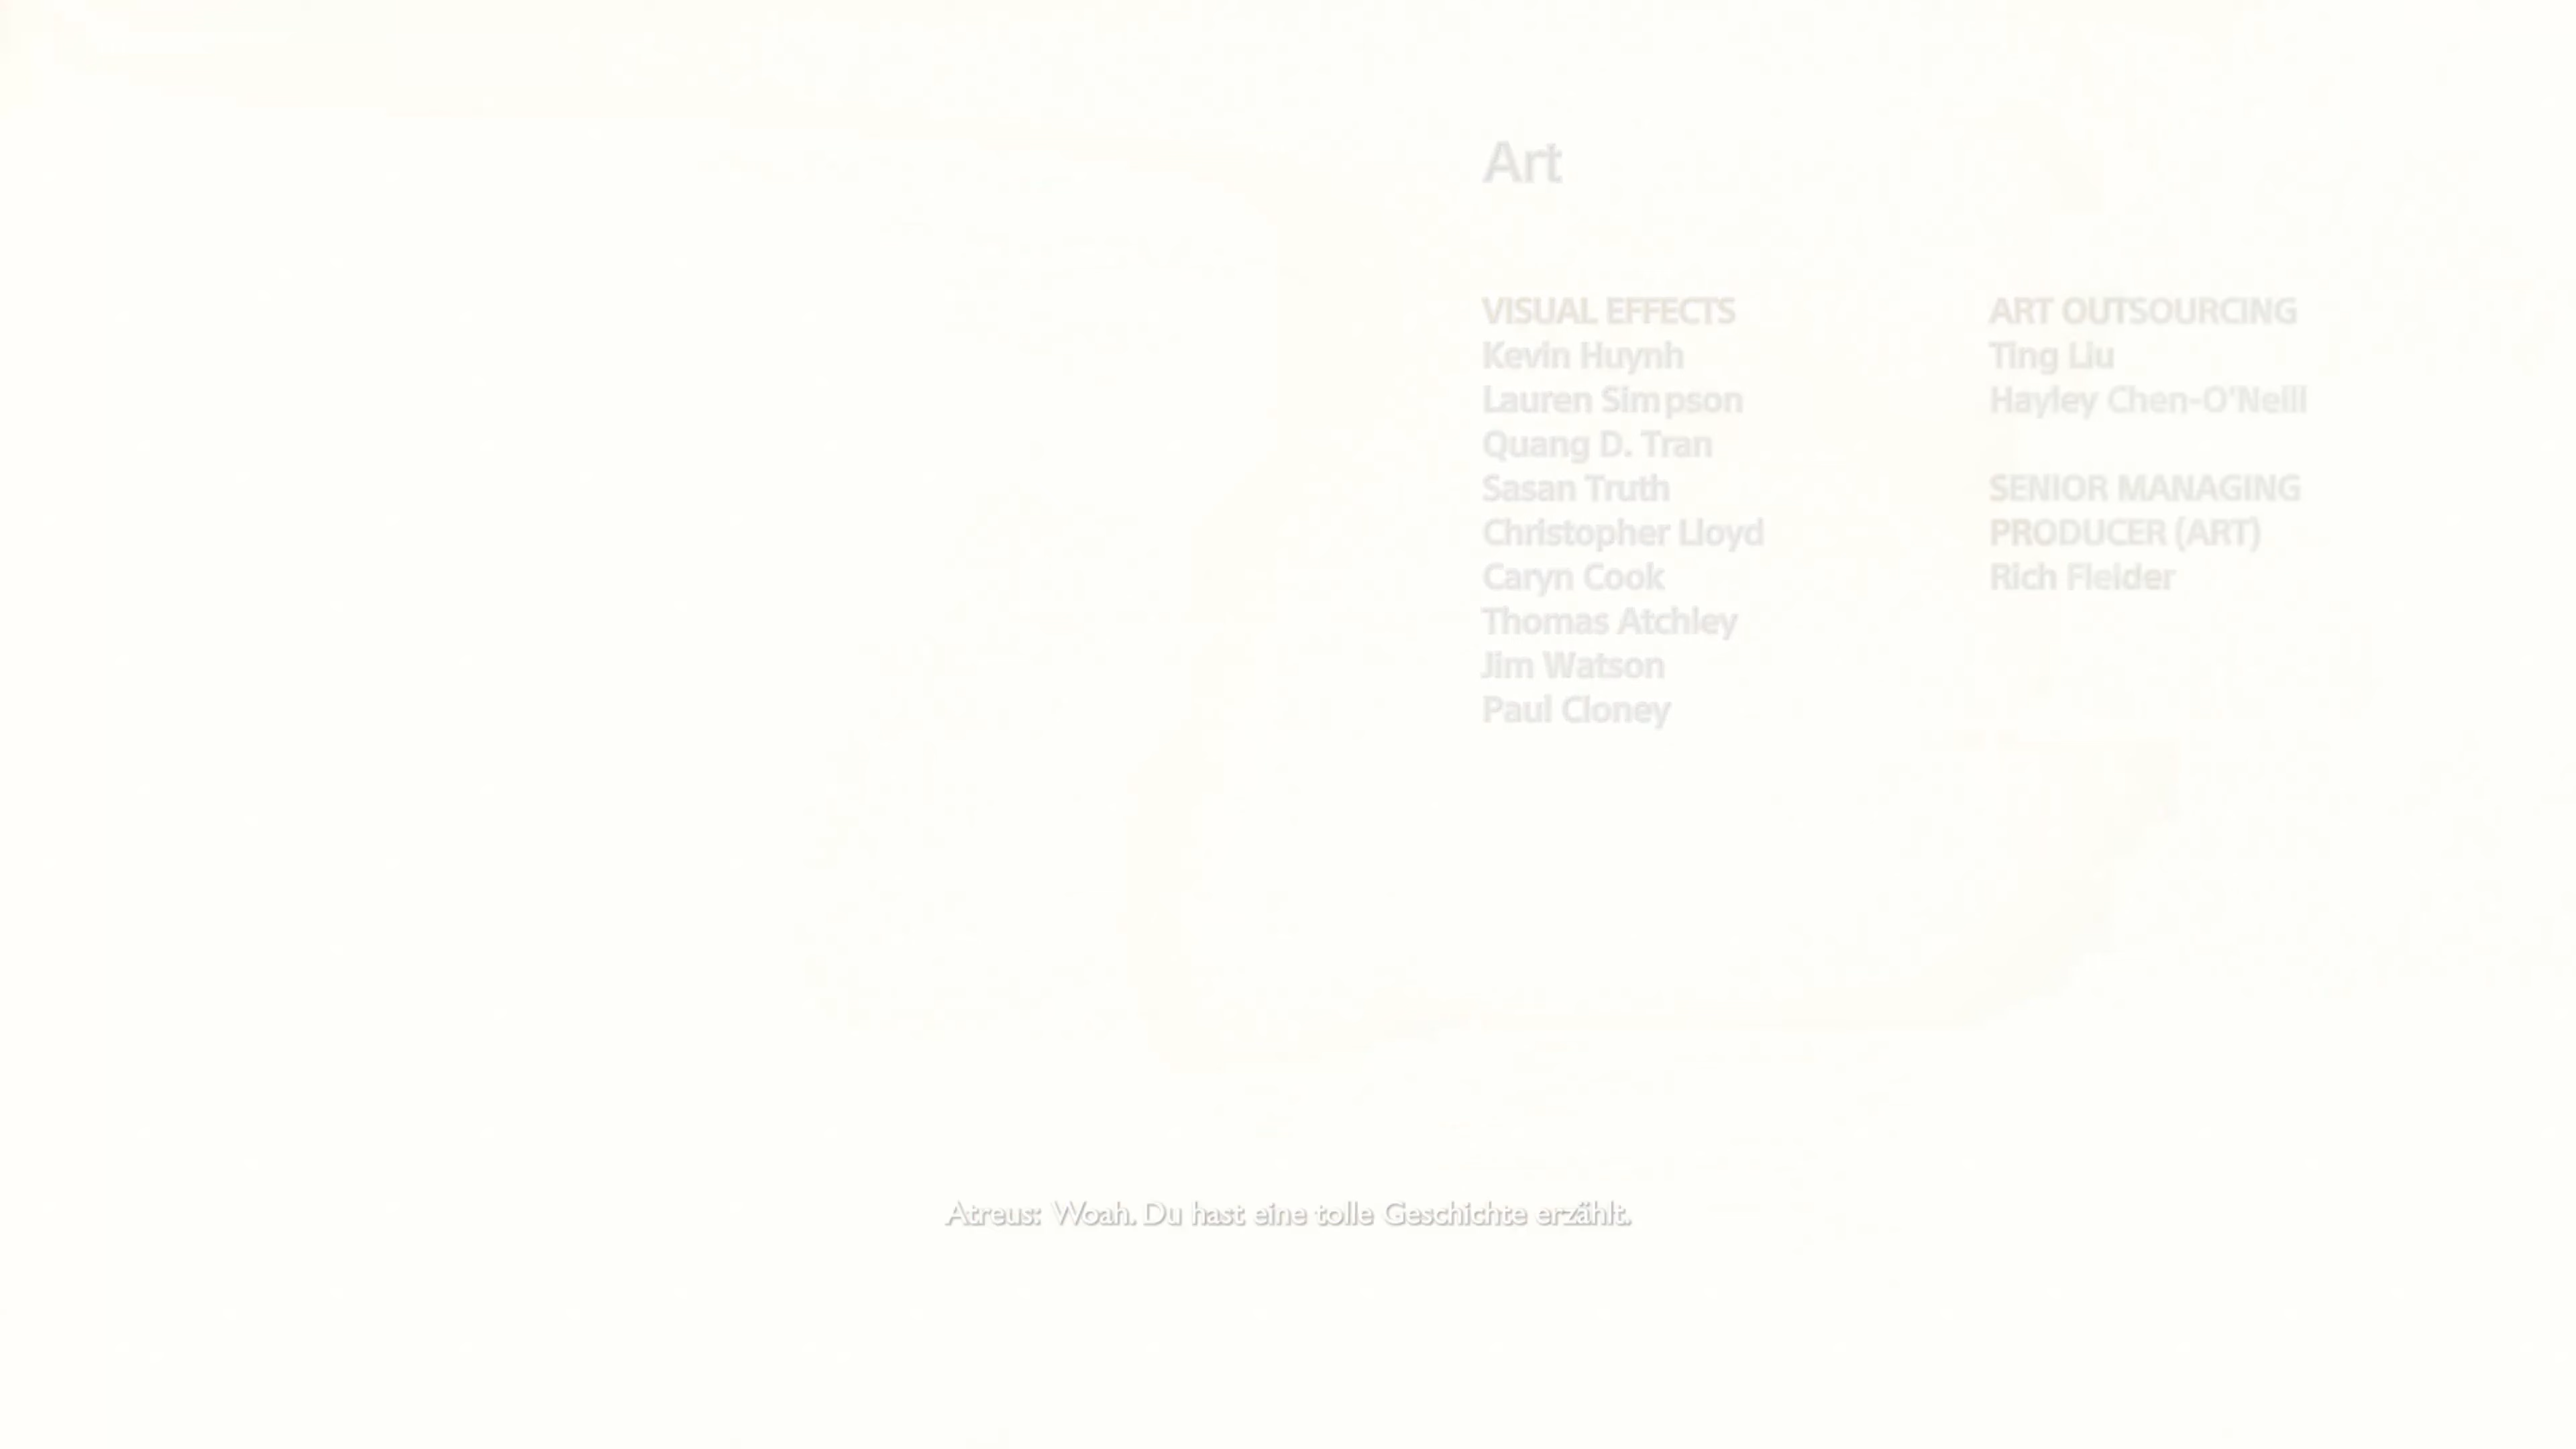 Art
VISUAL EFFECTS
Kevin Huynh
Lauren Simpson
Quang D. Tran
Sasan Truth
Christopher Lloyd
Caryn Cook
Thomas Atchley
Jim Watson
Paul Cloney
ART OUTSOURCING
Ting Liu
Hayley Chen-O'Neill
SENIOR MANAGING
PRODUCER (ART)
Rich Fleider
Atreus: Woah. Du hast eine tolle Geschichte erzählt.